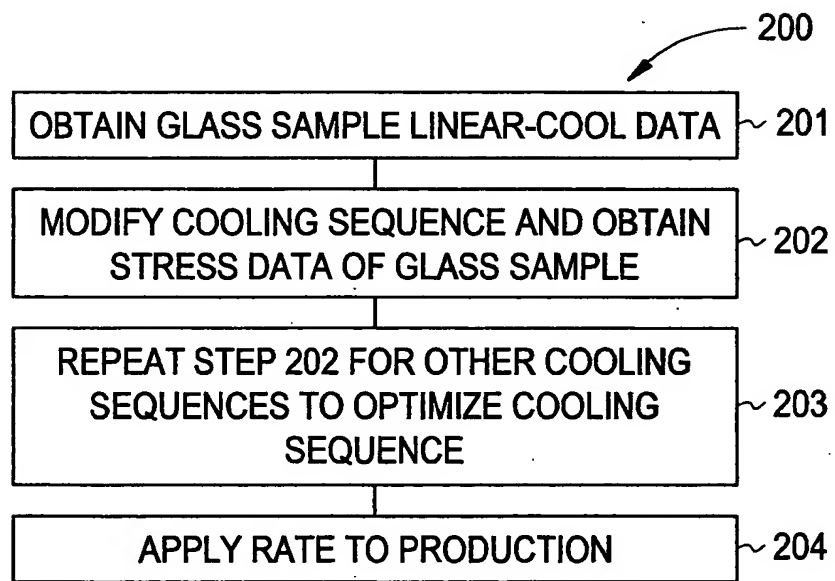 200
OBTAIN GLASS SAMPLE LINEAR-COOL DATA
201
MODIFY COOLING SEQUENCE AND OBTAIN
STRESS DATA OF GLASS SAMPLE
202
REPEAT STEP 202 FOR OTHER COOLING
SEQUENCES TO OPTIMIZE COOLING
SEQUENCE
203
APPLY RATE TO PRODUCTION
204